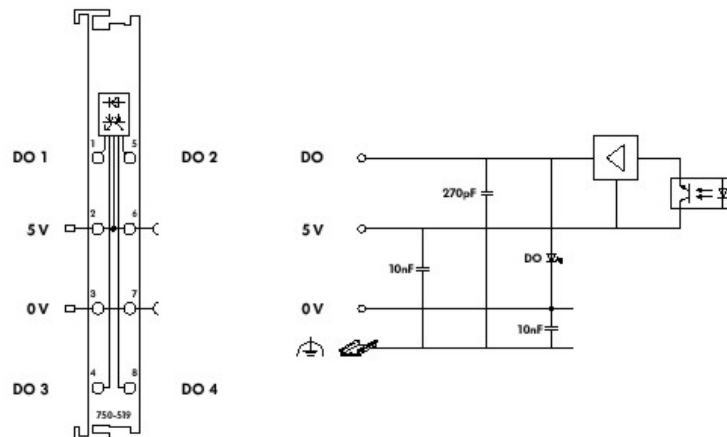 1 5
DO 1 DO 2
2 6
5 V
3 7
0 V
4 8
DO 3 DO 4
750-519
DO
270pF
5 V
10nF
DO
0 V
10nF